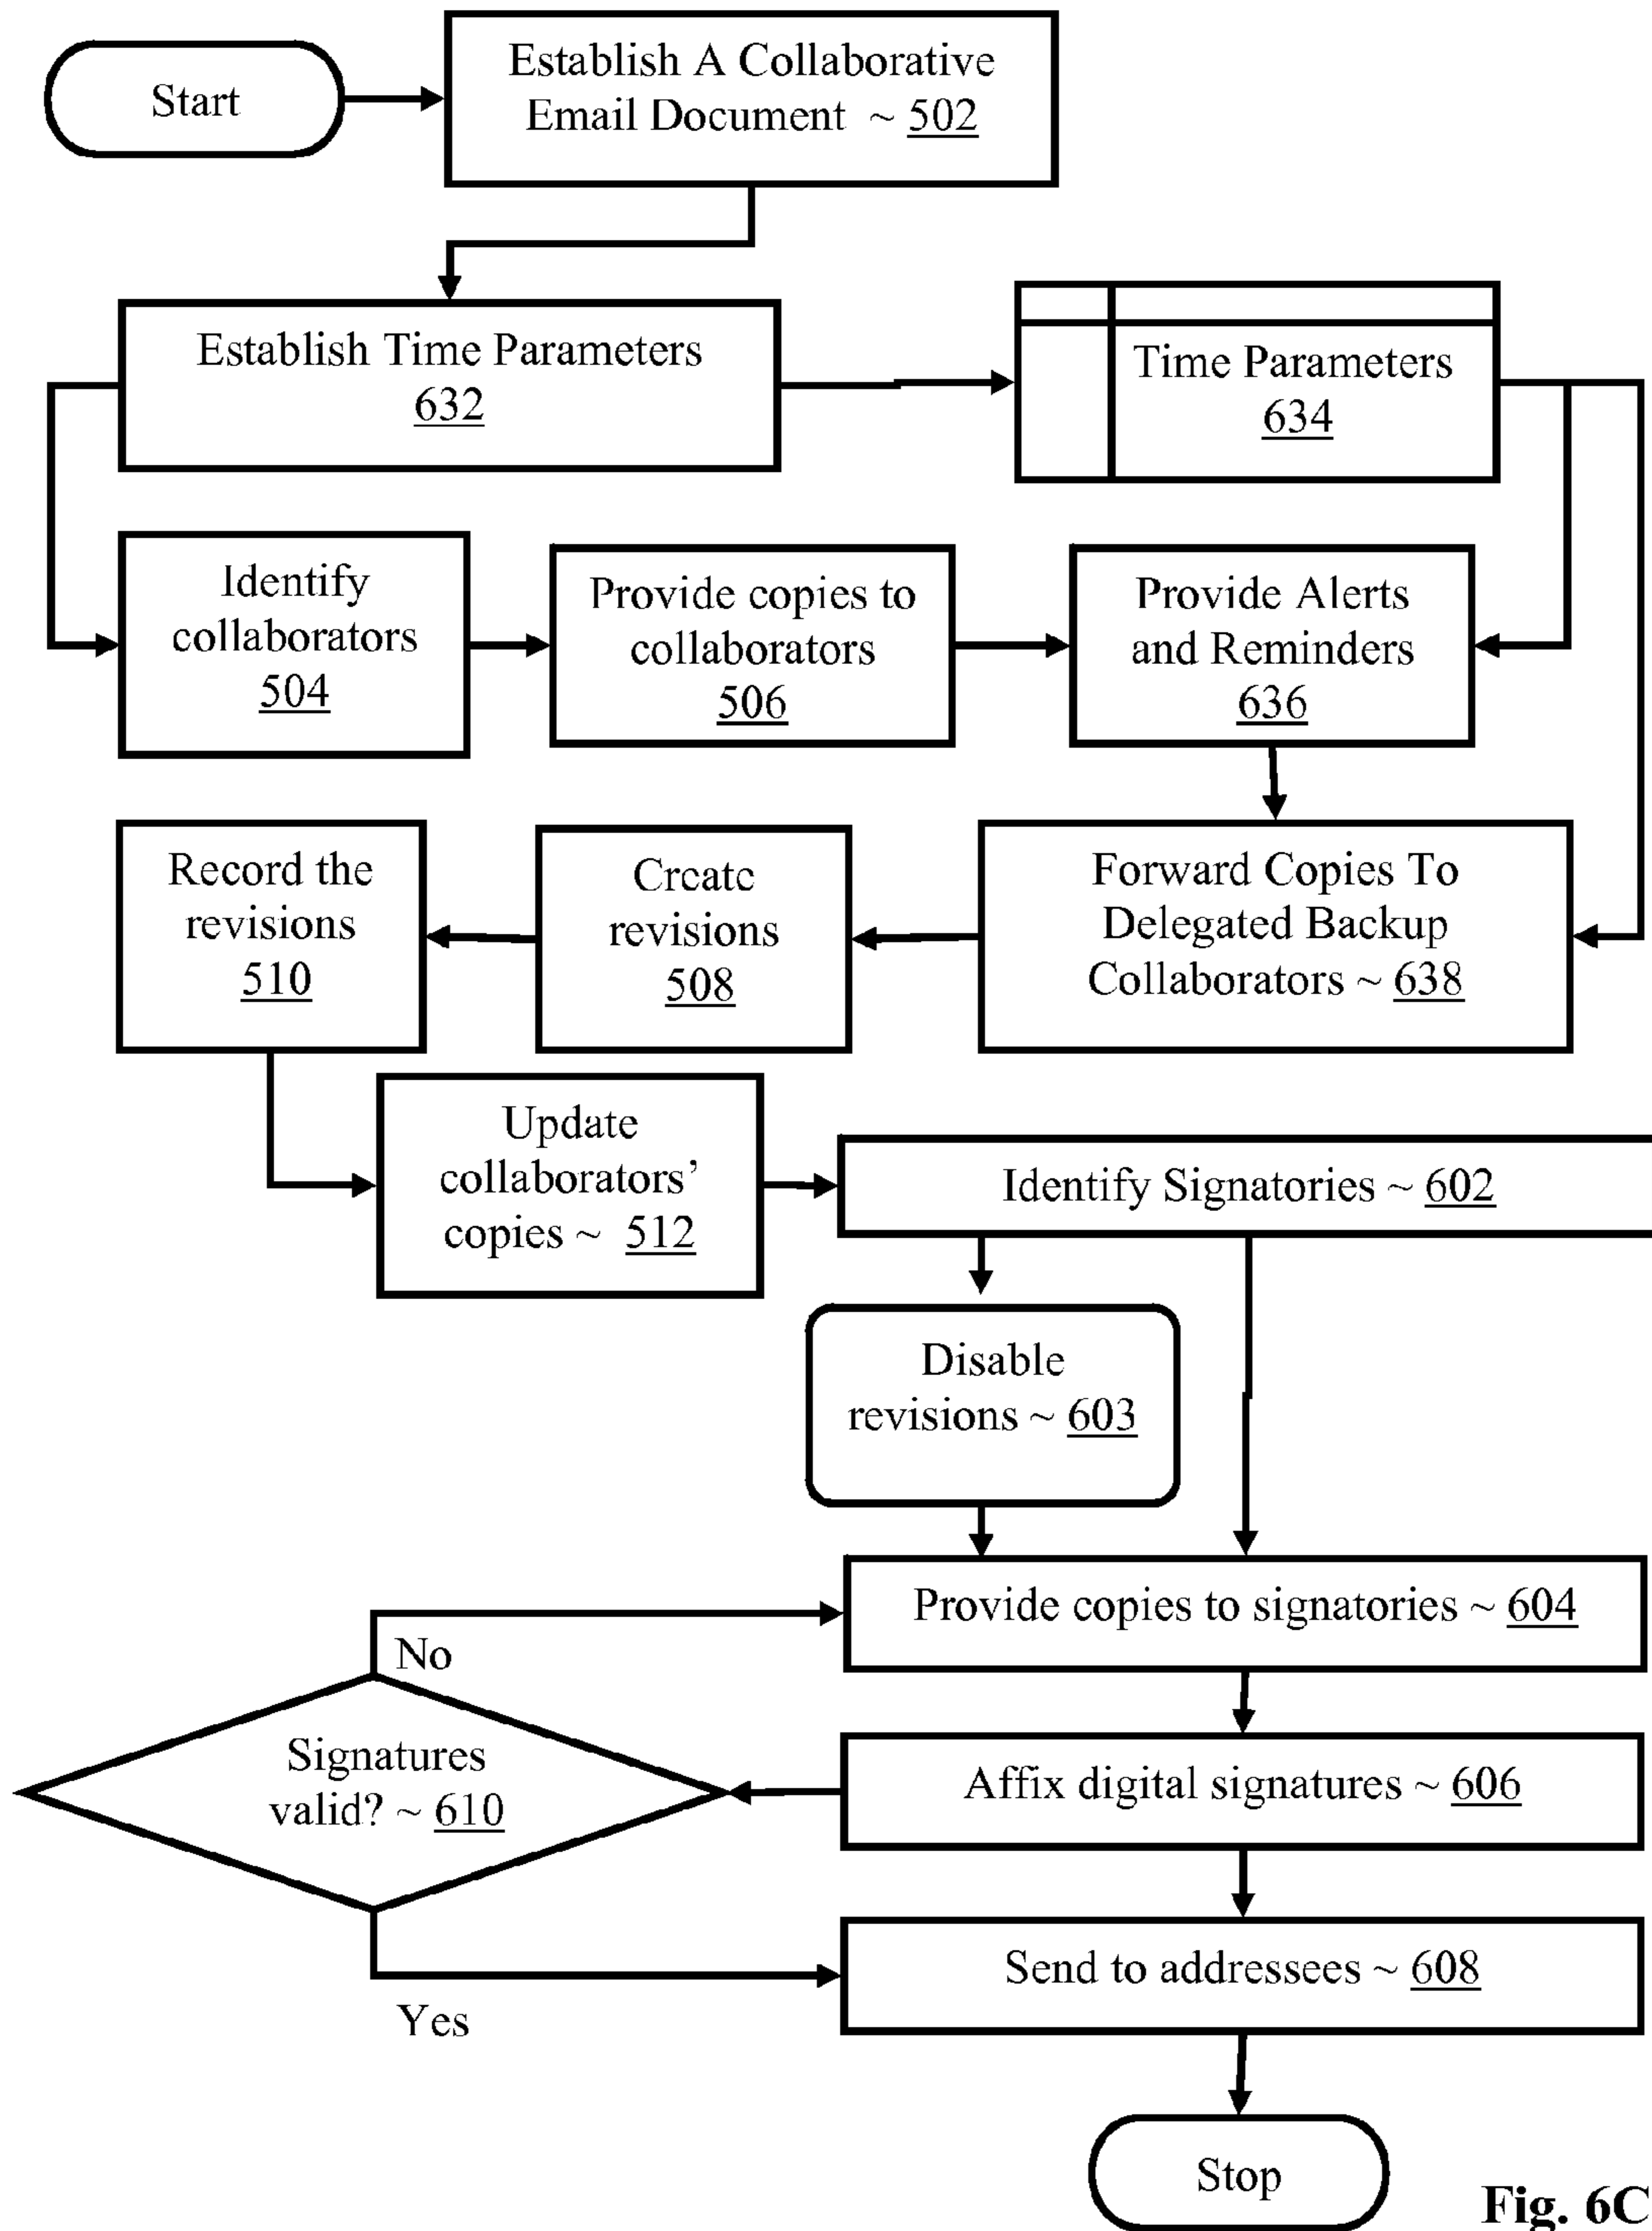 Start
Establish A Collaborative
Email Document ~ 502
Establish Time Parameters
632
Time Parameters
634
Identify
collaborators
504
Provide copies to
collaborators
506
Provide Alerts
and Reminders
636
Record the
revisions
510
Create
revisions
508
Forward Copies To
Delegated Backup
Collaborators ~ 638
Update
collaborators’
copies ~ 512
Identify Signatories ~ 602
Disable
revisions ~ 603
Provide copies to signatories ~ 604
No
Signatures
valid? ~ 610
Affix digital signatures ~ 606
Send to addressees ~ 608
Yes
Stop
Fig. 6C